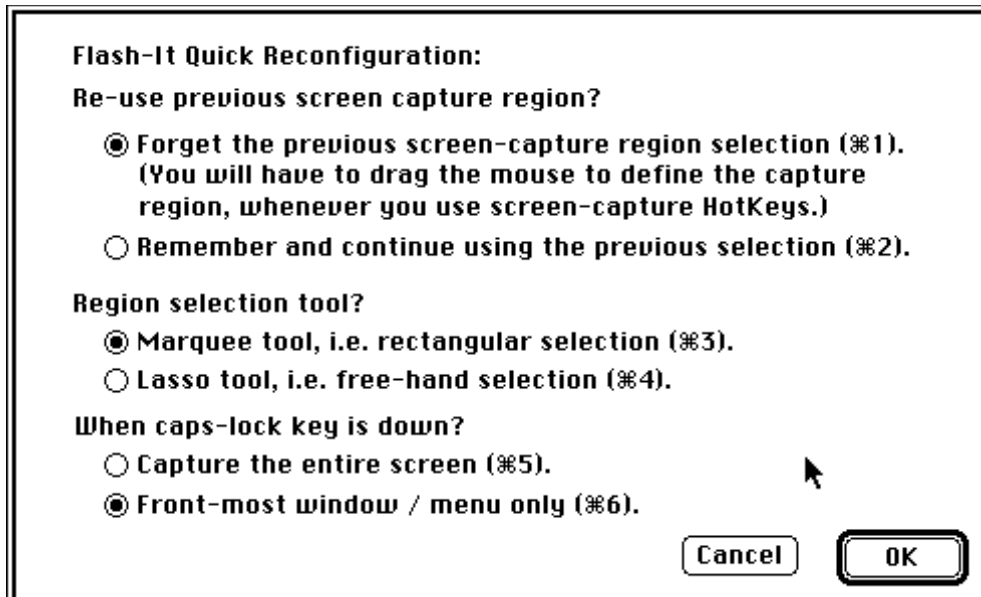 Flash-It Quick Reconfiguration:
Re-use previous screen capture region?
Forget the previous screen-capture region selection (⌘1).
(You will have to drag the mouse to define the capture
region, whenever you use screen-capture HotKeys.)
Remember and continue using the previous selection (⌘2).
Region selection tool?
Marquee tool, i.e. rectangular selection (⌘3).
Lasso tool, i.e. free-hand selection (⌘4).
When caps-lock key is down?
Capture the entire screen (⌘5).
Front-most window / menu only (⌘6).
Cancel OK